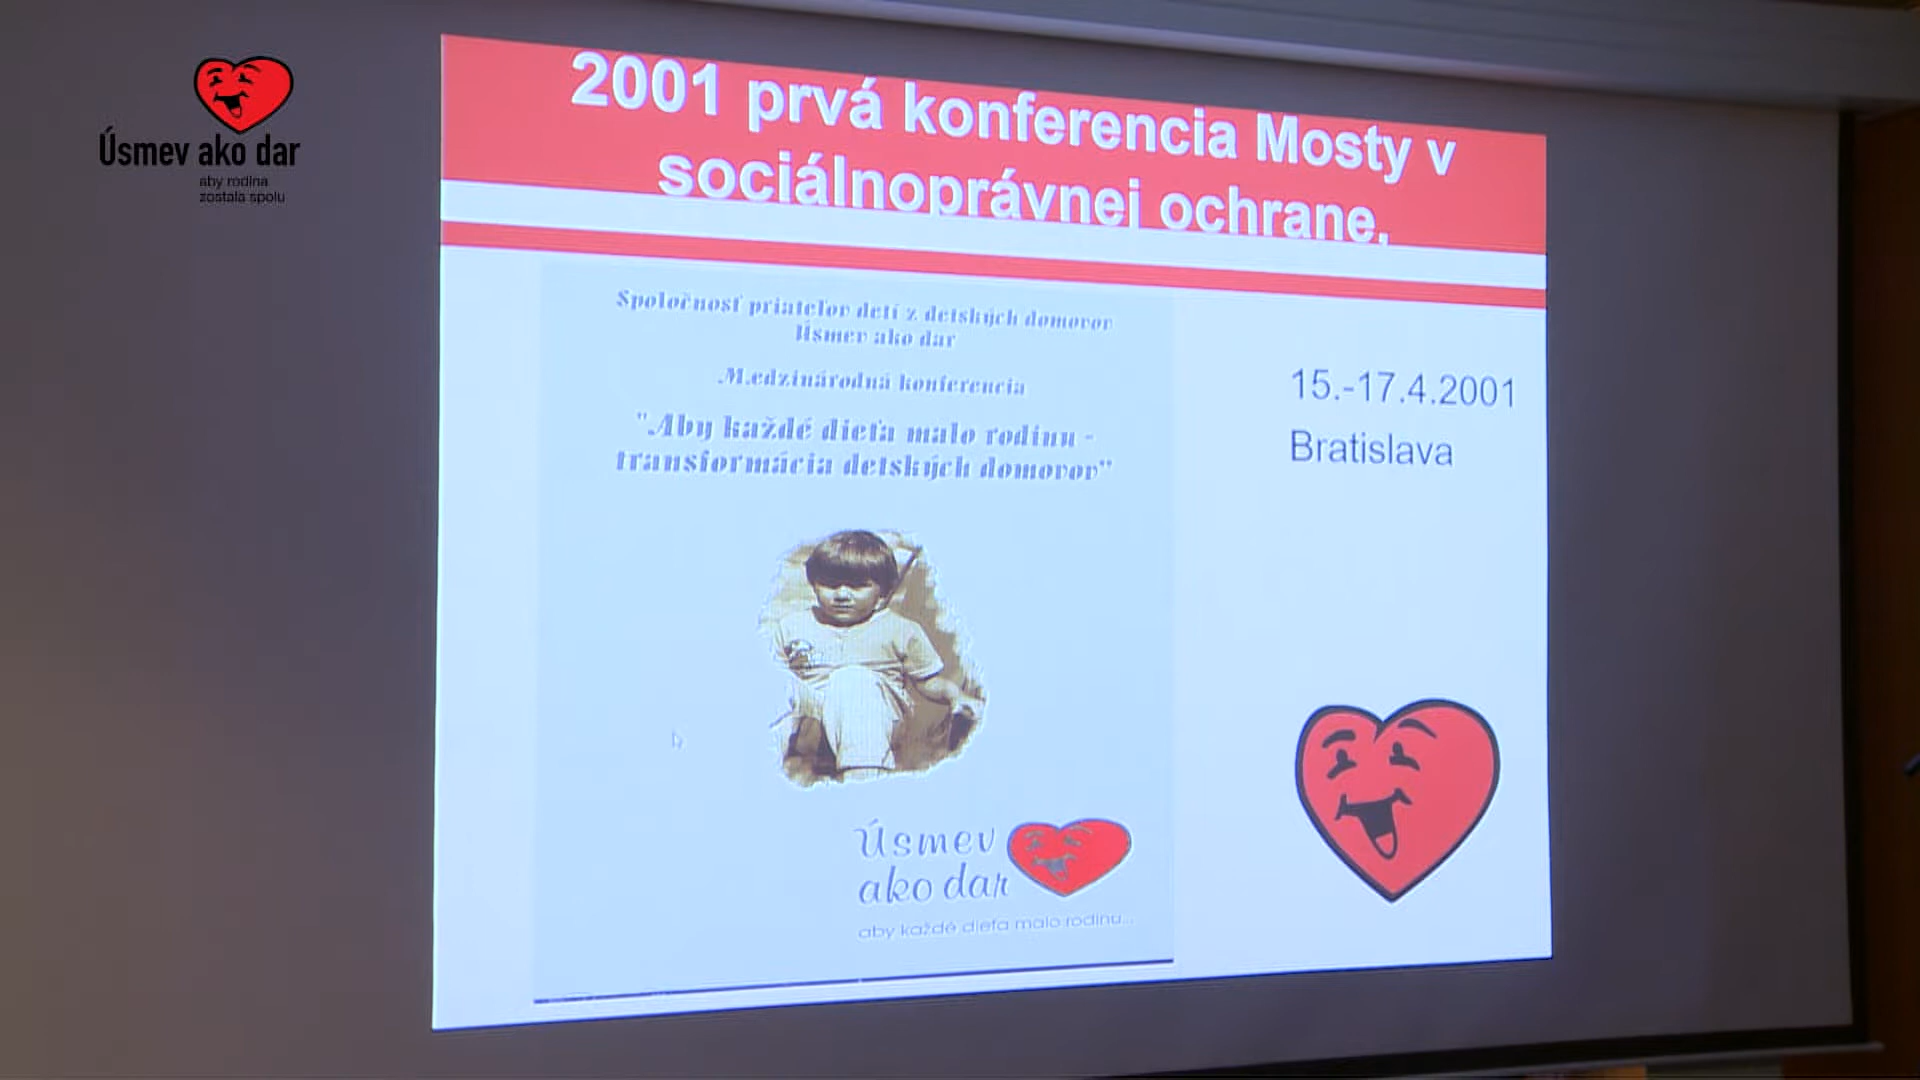 Úsmev ako dar
aby rodina
zostala spolu
2001 prvá konferencia Mosty v
sociálnoprávnej ochrane.
Spoločnosť priateľov detí z detských domovov
Úsmev ako dar
Medzinárodná konferencia
"Aby každé dieťa malo rodinu -
transformácia detských domovov"
15.-17.4.2001
Bratislava
Úsmev
ako dar
aby každé dieťa malo rodinu...